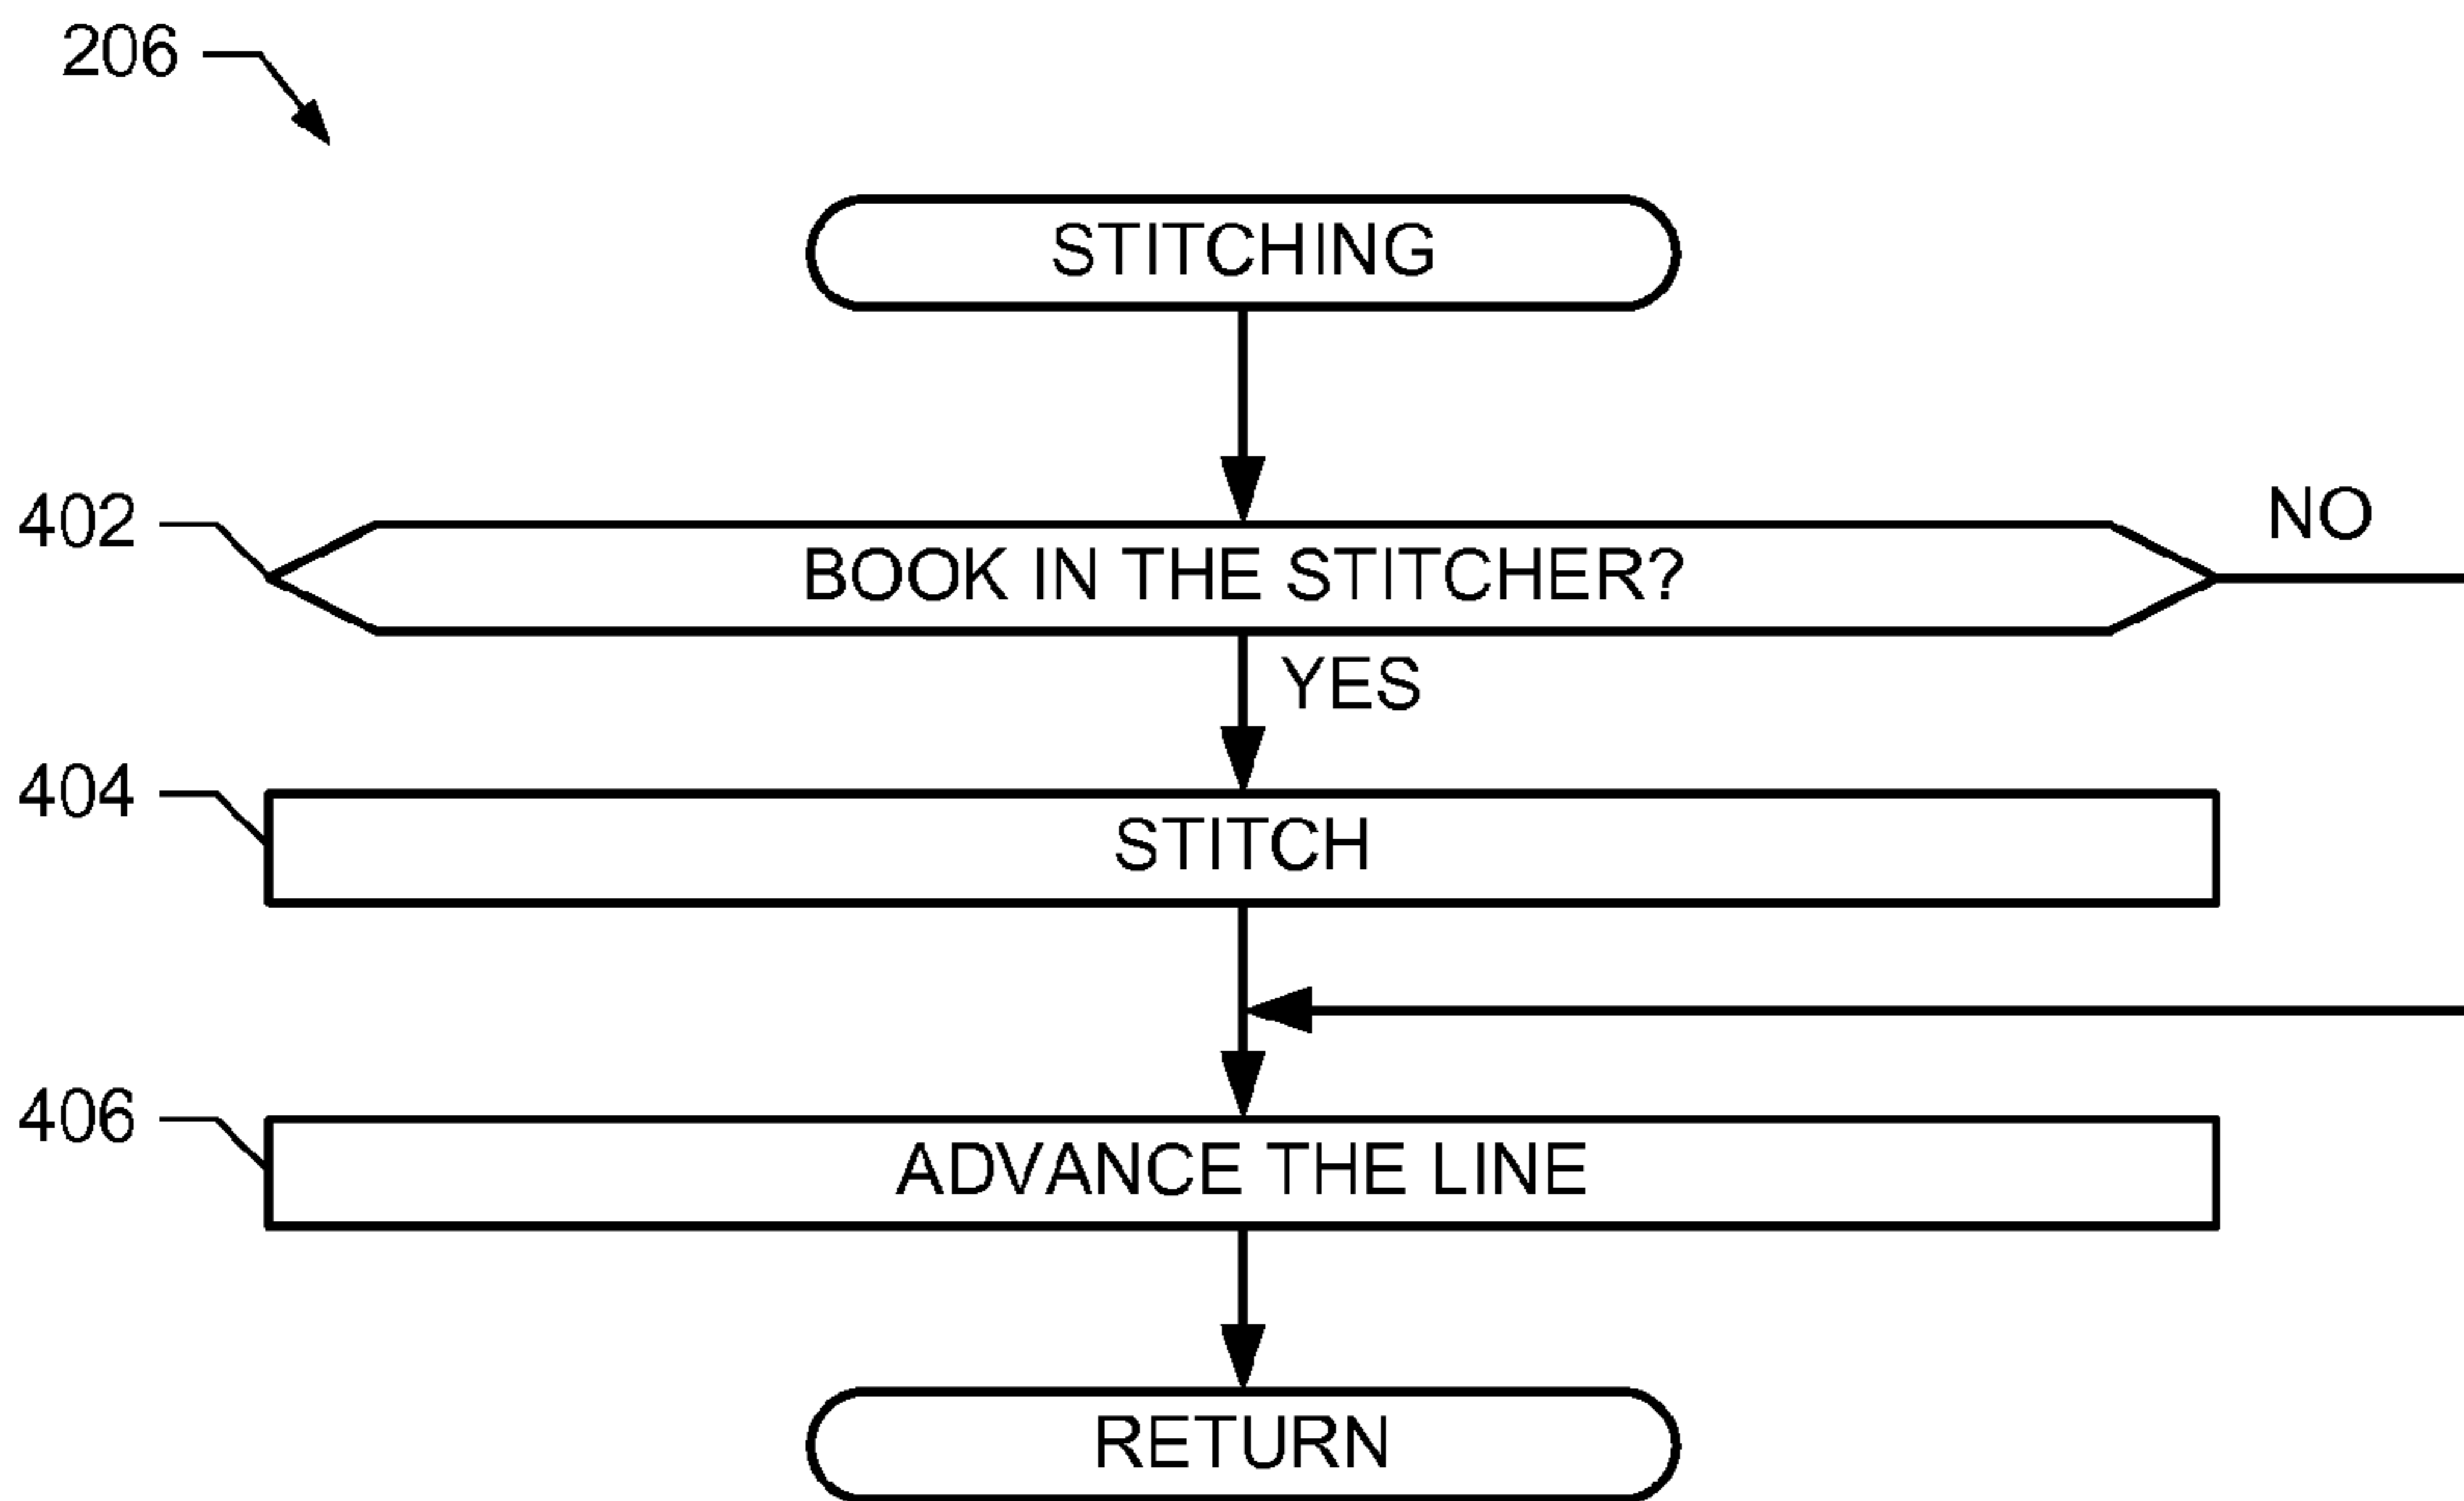 206
STITCHING
402
BOOK IN THE STITCHER?
NO
YES
404
STITCH
406
ADVANCE THE LINE
RETURN